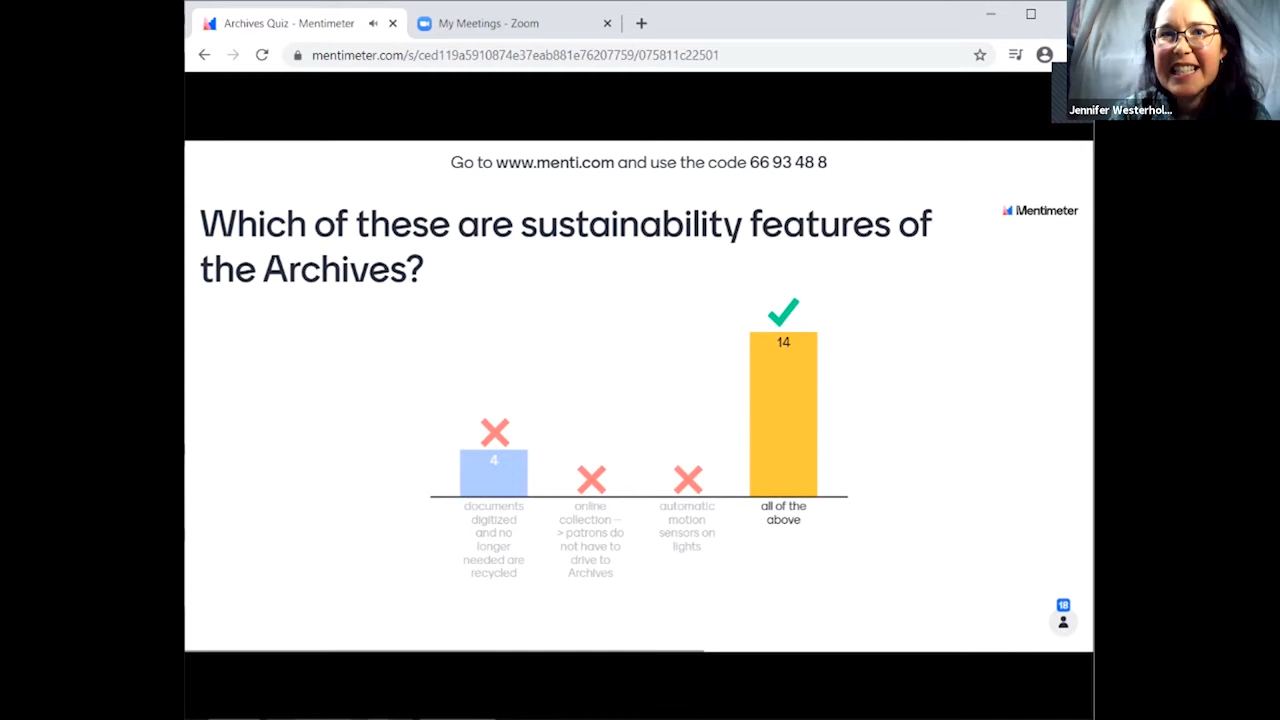 Archives Quiz - Mentimeter
My Meetings - Zoom
mentimeter.com/s/ced119a5910874e37eab881e76207759/075811c22501
Jennifer Westerhol...
Go to www.menti.com and use the code 66 93 48 8
Mentimeter
Which of these are sustainability features of
the Archives?
14
4
documents
digitized
and no
longer
needed are
recycled
online
collection –
> patrons do
not have to
drive to
Archives
automatic
motion
sensors on
lights
all of the
above
18